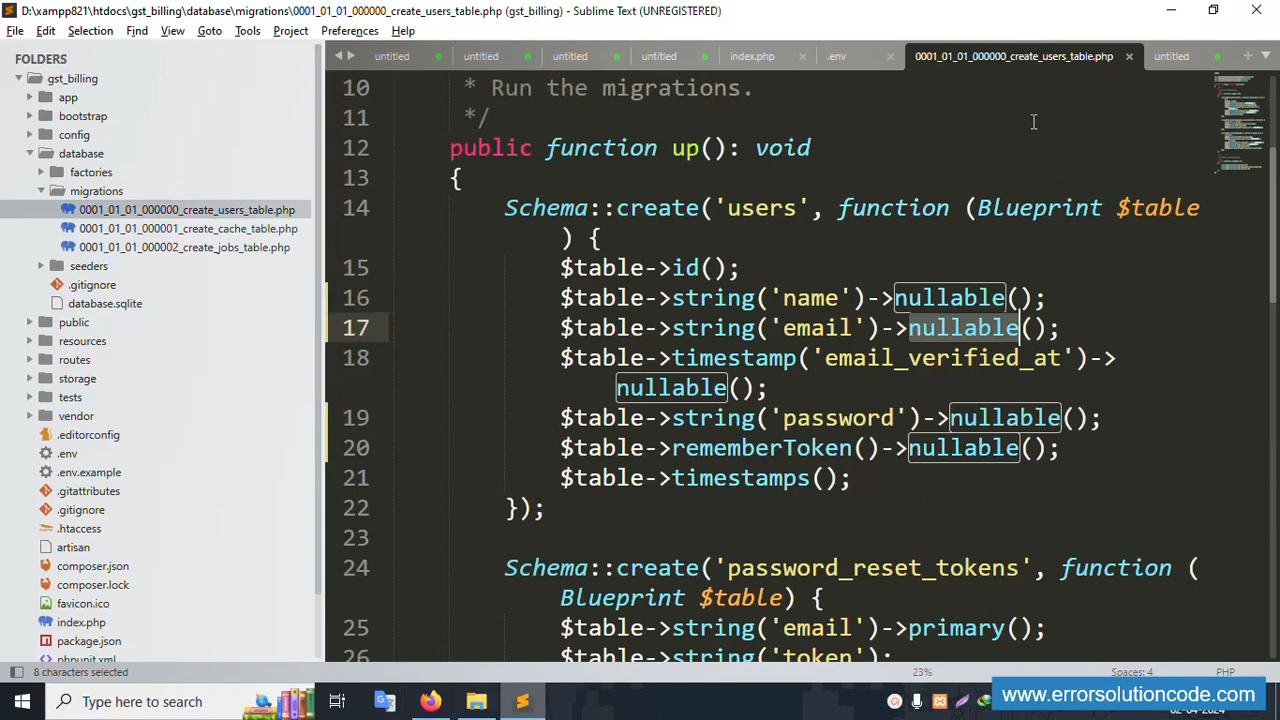 D:\xampp821\htdocs\gst_billing\database\migrations\0001_01_01_000000_create_users_table.php (gst_billing) - Sublime Text (UNREGISTERED)
File Edit Selection Find View Goto Tools Project Preferences Help
FOLDERS
gst_billing
app
bootstrap
config
database
factories
migrations
0001_01_01_000000_create_users_table.php
0001_01_01_000001_create_cache_table.php
0001_01_01_000002_create_jobs_table.php
seeders
.gitignore
database.sqlite
public
resources
routes
storage
tests
vendor
.editorconfig
.env
.env.example
.gitattributes
.gitignore
.htaccess
artisan
composer.json
composer.lock
favicon.ico
index.php
package.json
phpunit.xml
untitled untitled untitled untitled index.php .env 0001_01_01_000000_create_users_table.php untitled
10 * Run the migrations.
11 */
12 public function up(): void
13 {
14 Schema::create('users', function (Blueprint $table
) {
15 $table->id();
16 $table->string('name')->nullable();
17 $table->string('email')->nullable();
18 $table->timestamp('email_verified_at')->
nullable();
19 $table->string('password')->nullable();
20 $table->rememberToken()->nullable();
21 $table->timestamps();
22 });
23
24 Schema::create('password_reset_tokens', function (
Blueprint $table) {
25 $table->string('email')->primary();
26 $table->string('token');
8 characters selected 23% Spaces: 4 PHP
Type here to search
www.errorsolutioncode.com
02-04-2024